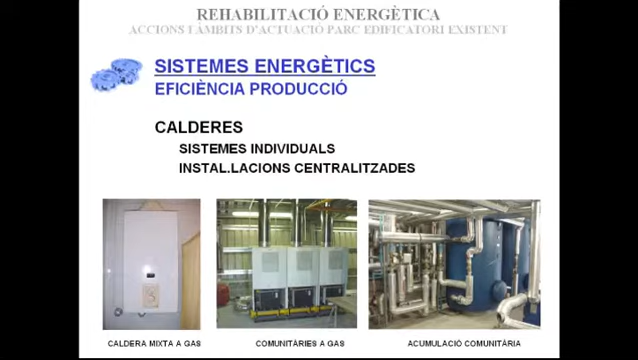 REHABILITACIÓ ENERGÈTICA
ACCIONS I ÀMBITS D'ACTUACIÓ PARC EDIFICATORI EXISTENT
SISTEMES ENERGÈTICS
EFICIÈNCIA PRODUCCIÓ
CALDERES
SISTEMES INDIVIDUALS
INSTAL.LACIONS CENTRALITZADES
CALDERA MIXTA A GAS
COMUNITÀRIES A GAS
ACUMULACIÓ COMUNITÀRIA